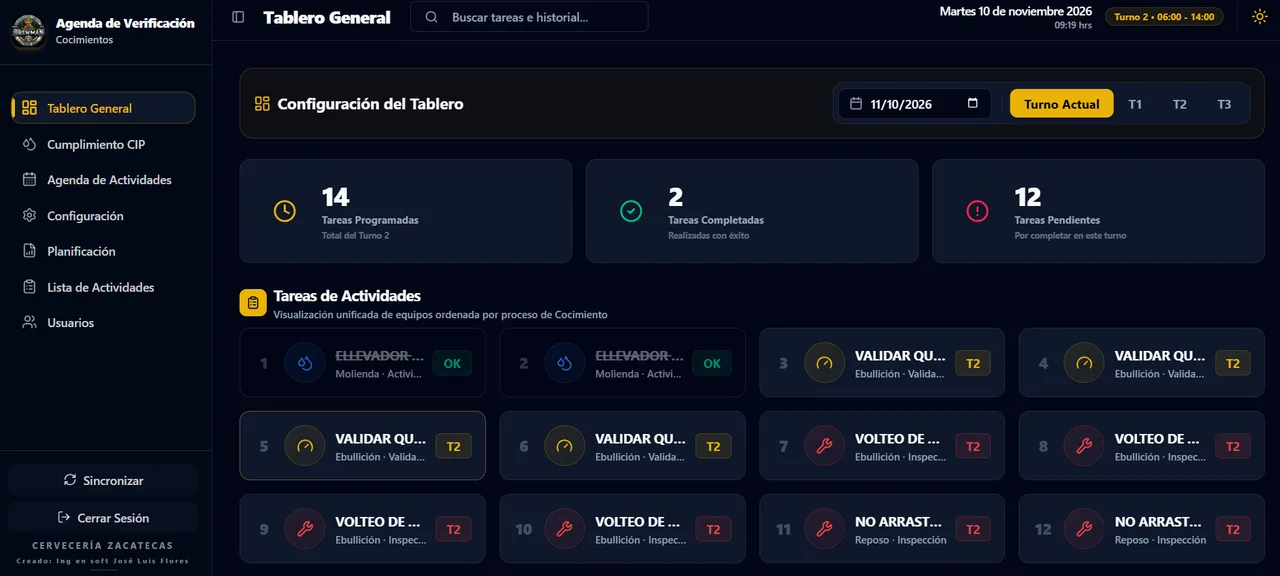 Agenda de Verificación
Cocimientos
Tablero General
Cumplimiento CIP
Agenda de Actividades
Configuración
Planificación
Lista de Actividades
Usuarios
Sincronizar
Cerrar Sesión
CERVECERÍA ZACATECAS
Creado: Ing en soft José Luis Flores
Tablero General
Buscar tareas e historial...
Martes 10 de noviembre 2026
09:19 hrs
Turno 2 • 06:00 - 14:00
Configuración del Tablero
11/10/2026
Turno Actual T1 T2 T3
14
Tareas Programadas
Total del Turno 2
2
Tareas Completadas
Realizadas con éxito
12
Tareas Pendientes
Por completar en este turno
Tareas de Actividades
Visualización unificada de equipos ordenada por proceso de Cocimiento
1 ELLEVADOR-... OK
Molienda · Activi...
2 ELLEVADOR-... OK
Molienda · Activi...
3 VALIDAR QU... T2
Ebullición · Valida...
4 VALIDAR QU... T2
Ebullición · Valida...
5 VALIDAR QU... T2
Ebullición · Valida...
6 VALIDAR QU... T2
Ebullición · Valida...
7 VOLTEO DE ... T2
Ebullición · Inspec...
8 VOLTEO DE ... T2
Ebullición · Inspec...
9 VOLTEO DE ... T2
Ebullición · Inspec...
10 VOLTEO DE ... T2
Ebullición · Inspec...
11 NO ARRAST... T2
Reposo · Inspección
12 NO ARRAST... T2
Reposo · Inspección